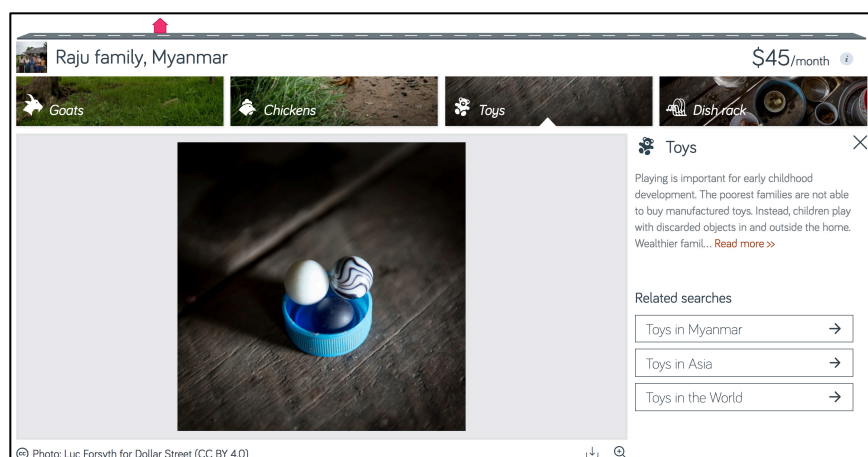 Raju family, Myanmar
$45/month i
Goats
Chickens
Toys
Dish rack
Toys
Playing is important for early childhood
development. The poorest families are not able
to buy manufactured toys. Instead, children play
with discarded objects in and outside the home.
Wealthier famil... Read more >>
Related searches
Toys in Myanmar
Toys in Asia
Toys in the World
cc Photo: Luc Forsyth for Dollar Street (CC BY 4.0)